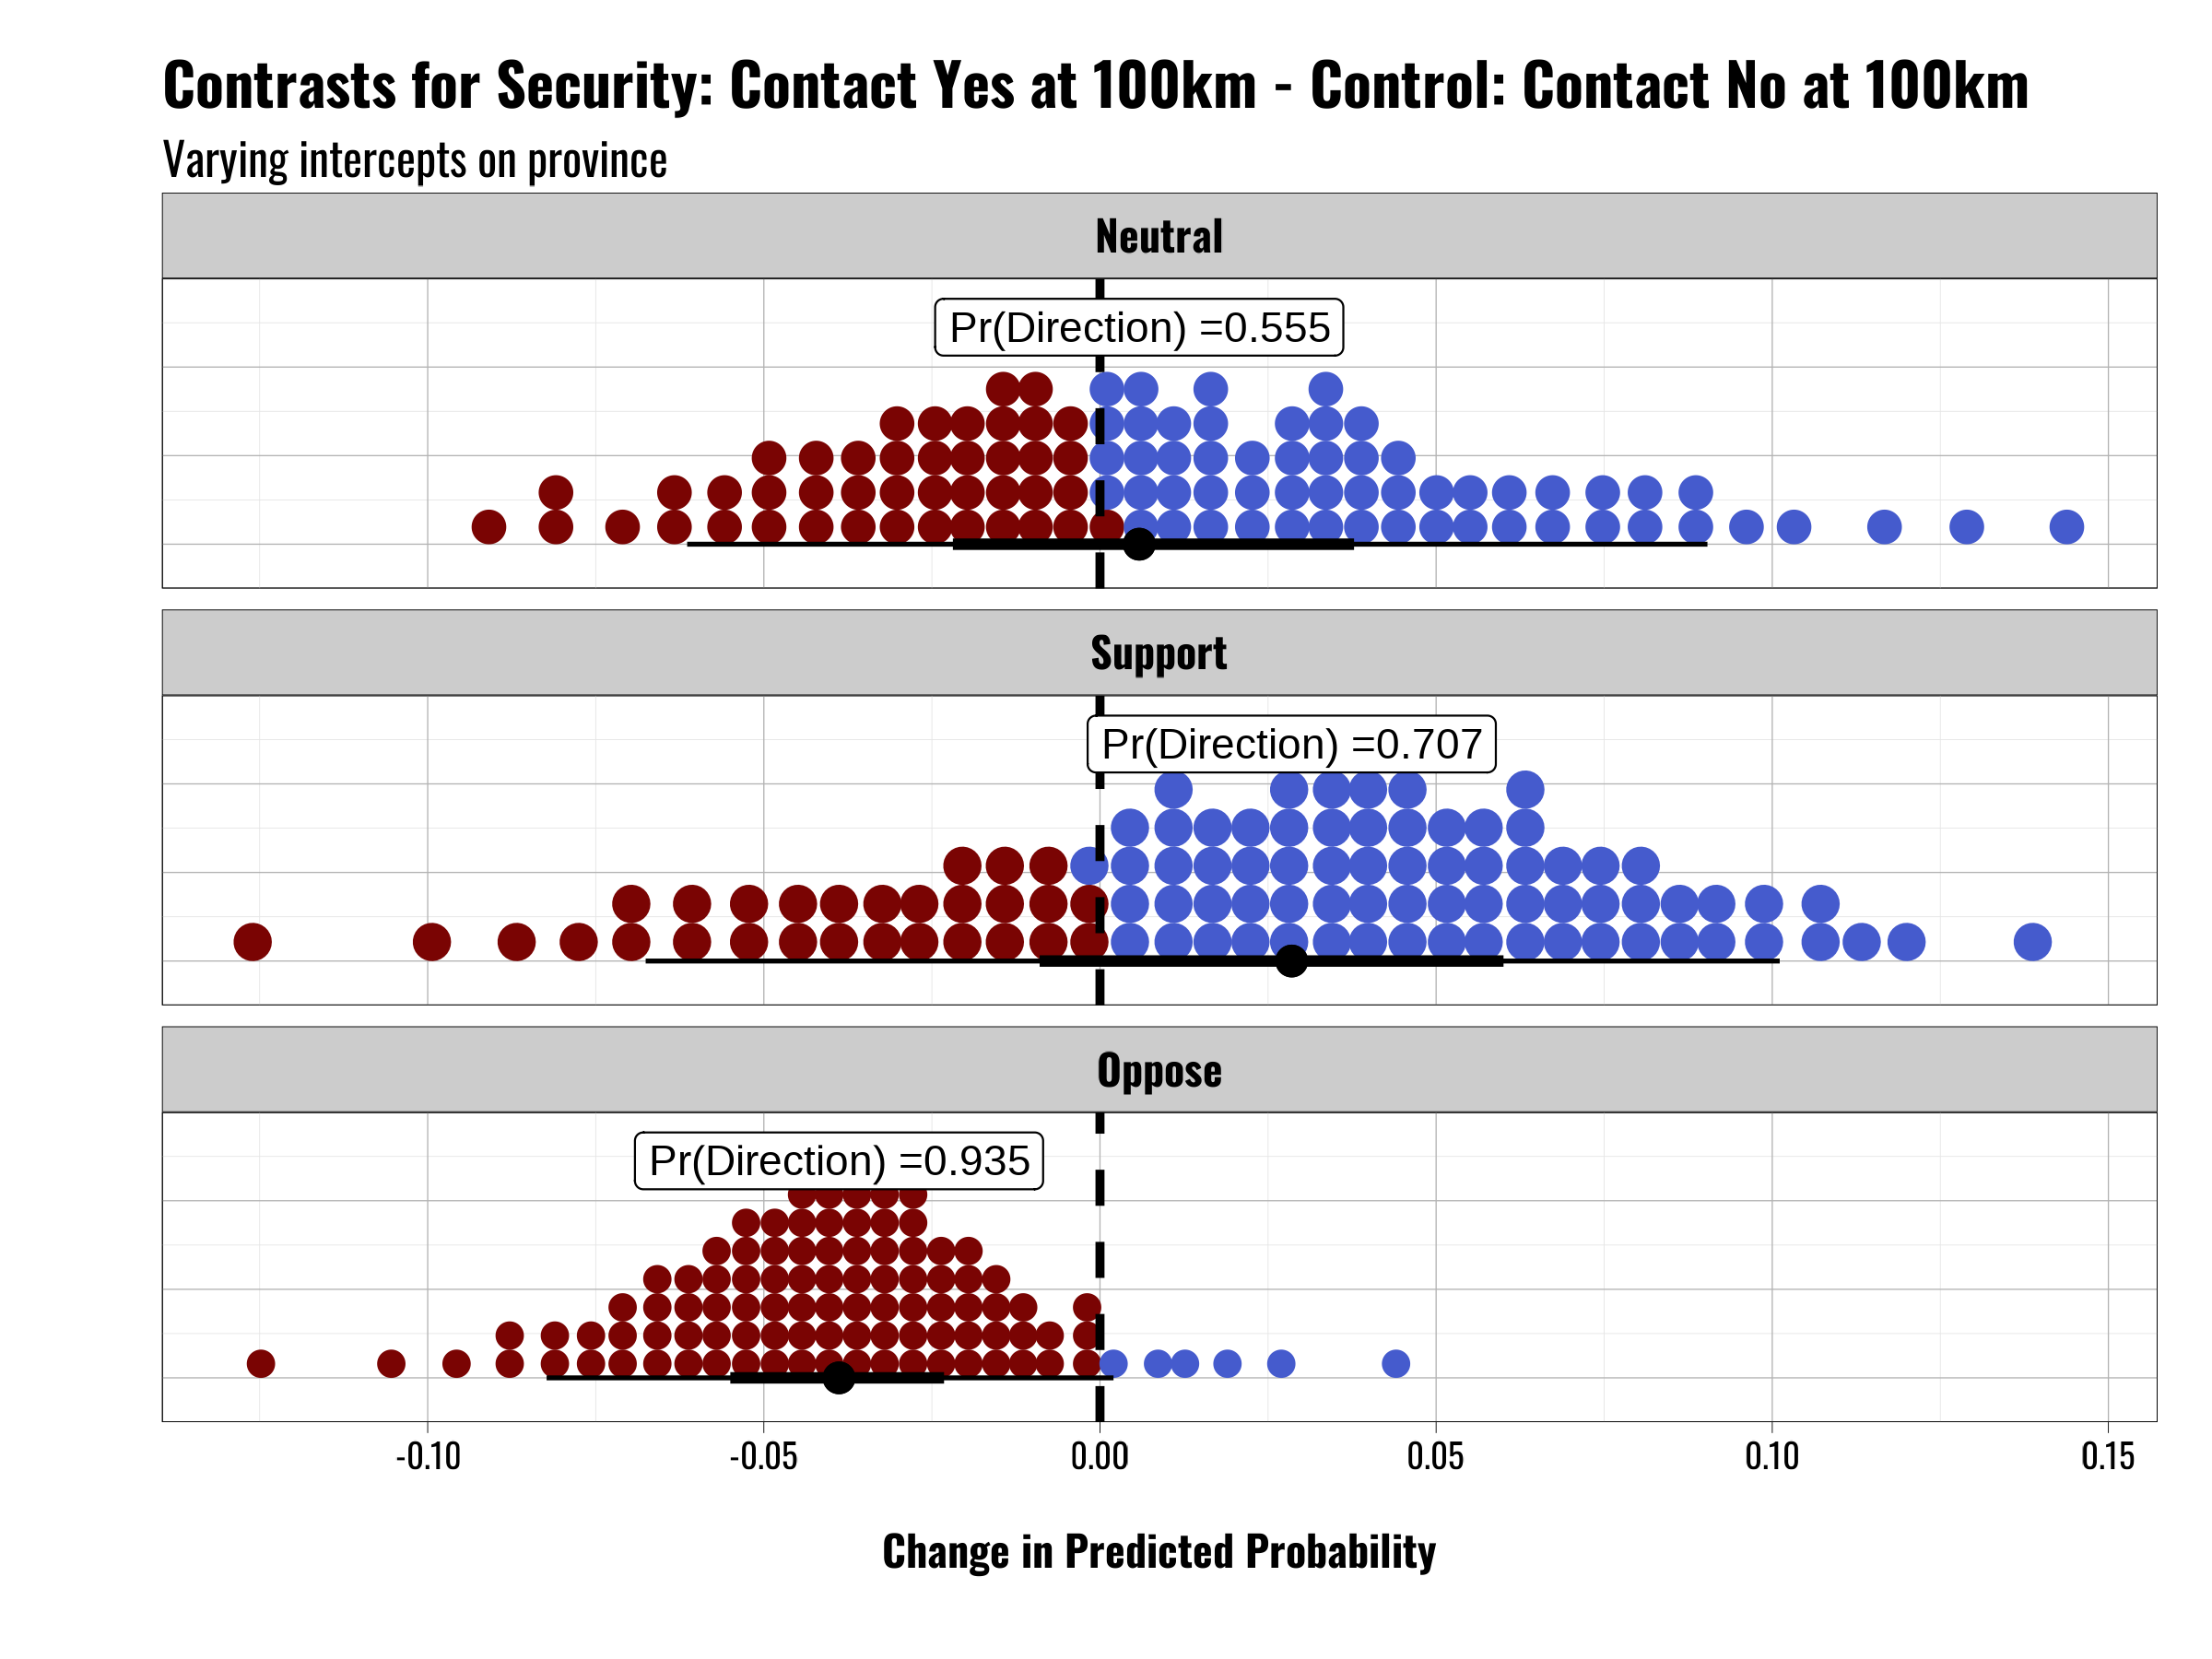 Contrasts for Security: Contact Yes at 100km - Control: Contact No at 100km
Varying intercepts on province
Neutral
Pr(Direction) =0.555
Support
Pr(Direction) =0.707
Oppose
Pr(Direction) =0.935
-0.10 -0.05 0.00 0.05 0.10 0.15
Change in Predicted Probability